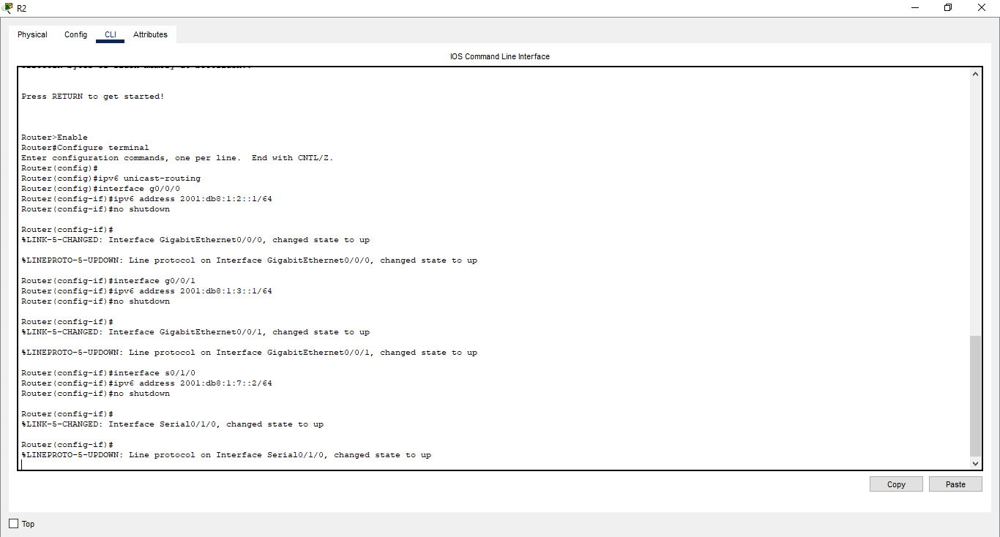 R2
Physical Config CLI Attributes
IOS Command Line Interface
Press RETURN to get started!
Router>Enable
Router#Configure terminal
Enter configuration commands, one per line.  End with CNTL/Z.
Router(config)#
Router(config)#ipv6 unicast-routing
Router(config)#interface g0/0/0
Router(config-if)#ipv6 address 2001:db8:1:2::1/64
Router(config-if)#no shutdown
Router(config-if)#
%LINK-5-CHANGED: Interface GigabitEthernet0/0/0, changed state to up
%LINEPROTO-5-UPDOWN: Line protocol on Interface GigabitEthernet0/0/0, changed state to up
Router(config-if)#interface g0/0/1
Router(config-if)#ipv6 address 2001:db8:1:3::1/64
Router(config-if)#no shutdown
Router(config-if)#
%LINK-5-CHANGED: Interface GigabitEthernet0/0/1, changed state to up
%LINEPROTO-5-UPDOWN: Line protocol on Interface GigabitEthernet0/0/1, changed state to up
Router(config-if)#interface s0/1/0
Router(config-if)#ipv6 address 2001:db8:1:7::2/64
Router(config-if)#no shutdown
Router(config-if)#
%LINK-5-CHANGED: Interface Serial0/1/0, changed state to up
Router(config-if)#
%LINEPROTO-5-UPDOWN: Line protocol on Interface Serial0/1/0, changed state to up
Copy Paste
Top